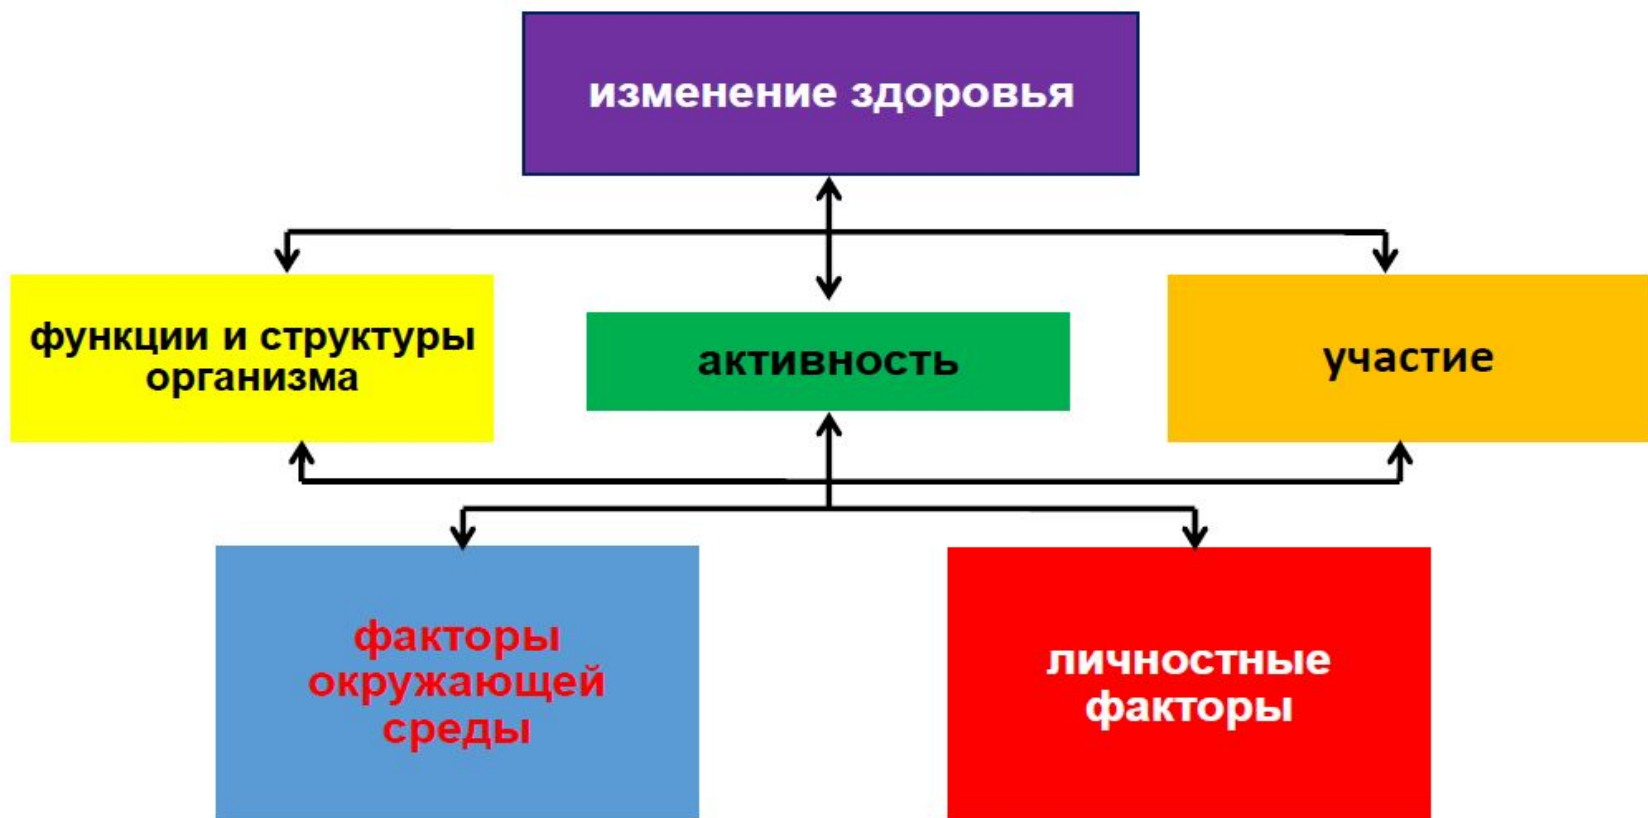 изменение здоровья
функции и структуры
организма
активность
участие
факторы
окружающей
среды
личностные
факторы